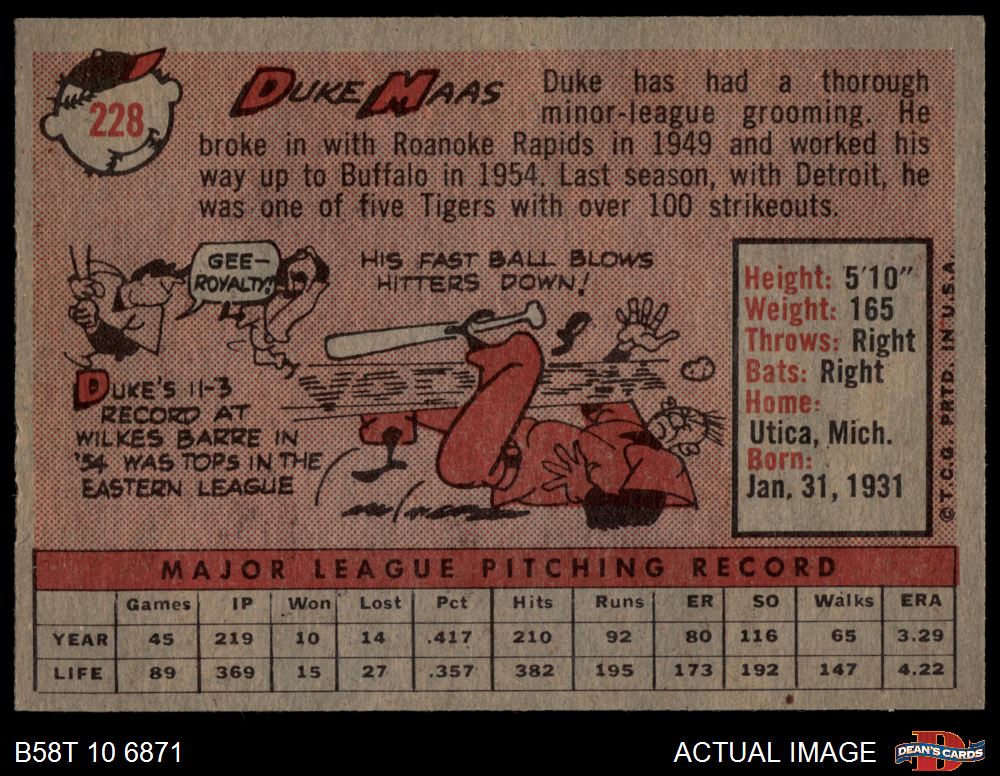 228
DUKE MAAS
Duke has had a thorough
minor-league grooming. He
broke in with Roanoke Rapids in 1949 and worked his
way up to Buffalo in 1954. Last season, with Detroit, he
was one of five Tigers with over 100 strikeouts.
GEE-
ROYALTY!
HIS FAST BALL BLOWS
HITTERS DOWN!
DUKE'S 11-3
RECORD AT
WILKES BARRE IN
'54 WAS TOPS IN THE
EASTERN LEAGUE
Height: 5'10"
Weight: 165
Throws: Right
Bats: Right
Home:
Utica, Mich.
Born:
Jan. 31, 1931
© T.C.G. PRTD. IN U.S.A.
MAJOR LEAGUE PITCHING RECORD
Games IP Won Lost Pct Hits Runs ER SO Walks ERA
YEAR 45 219 10 14 .417 210 92 80 116 65 3.29
LIFE 89 369 15 27 .357 382 195 173 192 147 4.22
B58T 10 6871
ACTUAL IMAGE
DEAN'S CARDS